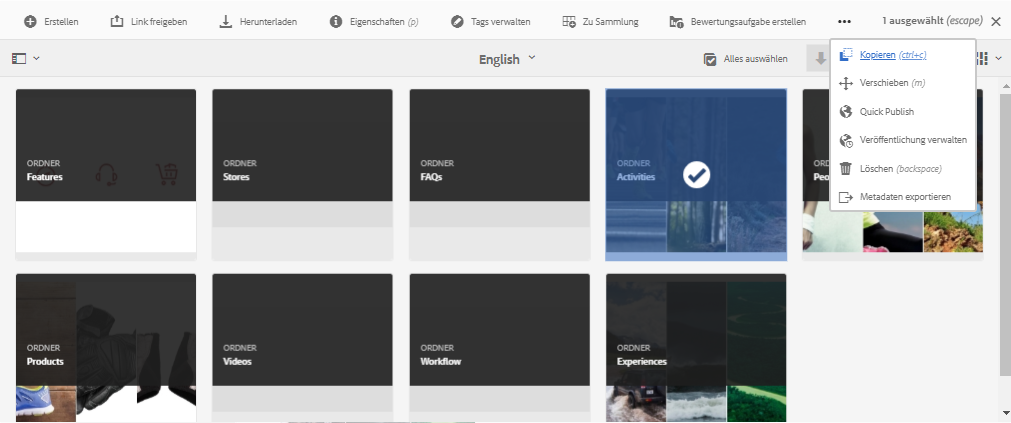 Erstellen Link freigeben Herunterladen Eigenschaften (p) Tags verwalten Zu Sammlung Bewertungsaufgabe erstellen ••• 1 ausgewählt (escape)
English Alles auswählen
Kopieren (ctrl+c)
Verschieben (m)
Quick Publish
Veröffentlichung verwalten
Löschen (backspace)
Metadaten exportieren
ORDNER
Features
ORDNER
Stores
ORDNER
FAQs
ORDNER
Activities
Peo
ORDNER
Products
ORDNER
Videos
ORDNER
Workflow
ORDNER
Experiences